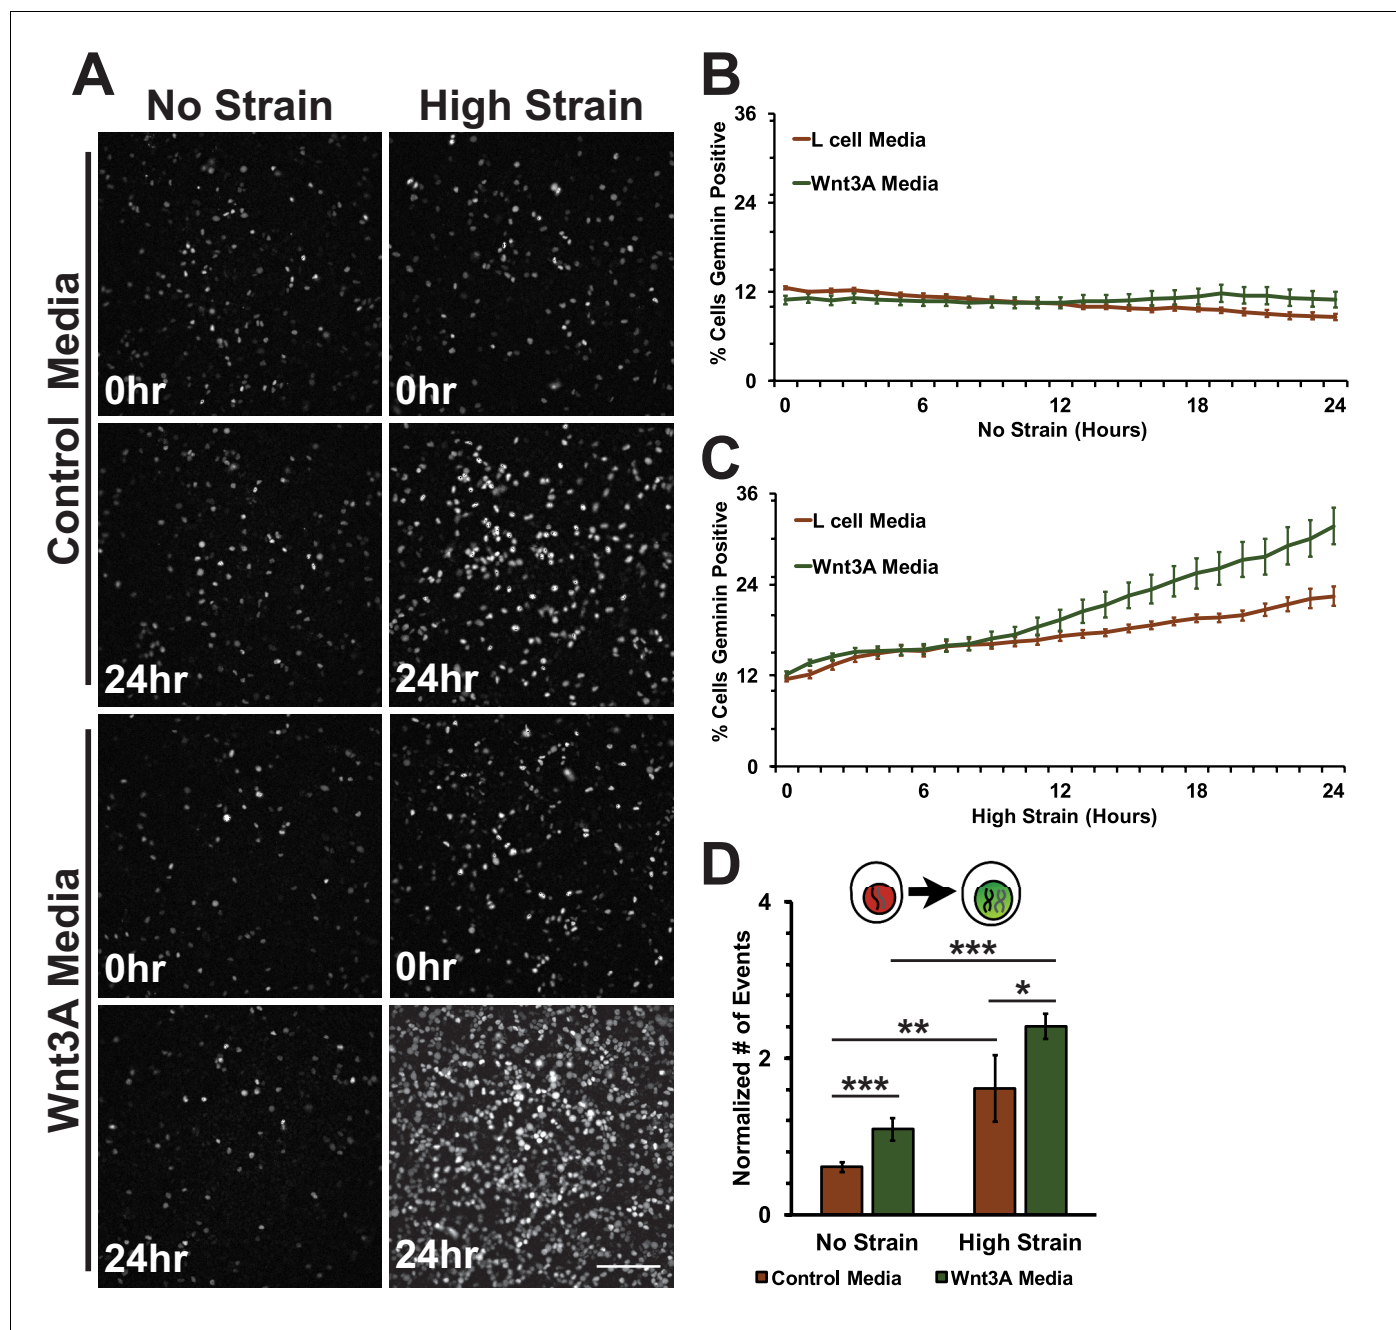 A
No Strain
High Strain
Control Media
0hr
0hr
24hr
24hr
Wnt3A Media
0hr
0hr
24hr
24hr
B
% Cells Geminin Positive
36
24
12
0
L cell Media
Wnt3A Media
0 6 12 18 24
No Strain (Hours)
C
% Cells Geminin Positive
36
24
12
0
L cell Media
Wnt3A Media
0 6 12 18 24
High Strain (Hours)
D
Normalized # of Events
4
2
0
***
*
**
***
No Strain High Strain
Control Media Wnt3A Media